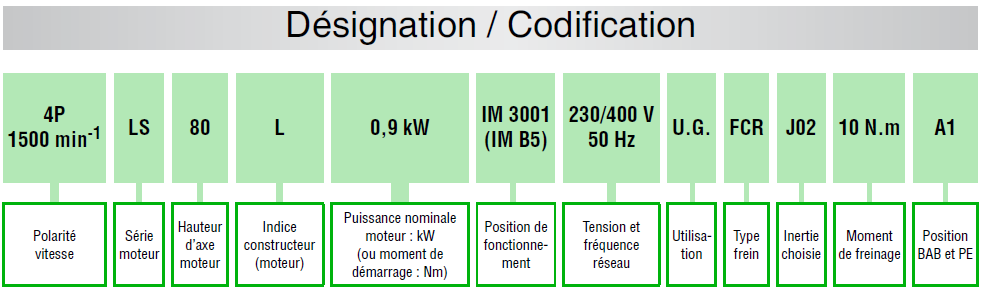 Désignation / Codification
4P
1500 min-1
LS
80
L
0,9 kW
IM 3001
(IM B5)
230/400 V
50 Hz
U.G.
FCR
J02
10 N.m
A1
Polarité
vitesse
Série
moteur
Hauteur
d'axe
moteur
Indice
constructeur
(moteur)
Puissance nominale
moteur : kW
(ou moment de
démarrage : Nm)
Position de
fonctionne-
ment
Tension et
fréquence
réseau
Utilisa-
tion
Type
frein
Inertie
choisie
Moment
de freinage
Position
BAB et PE